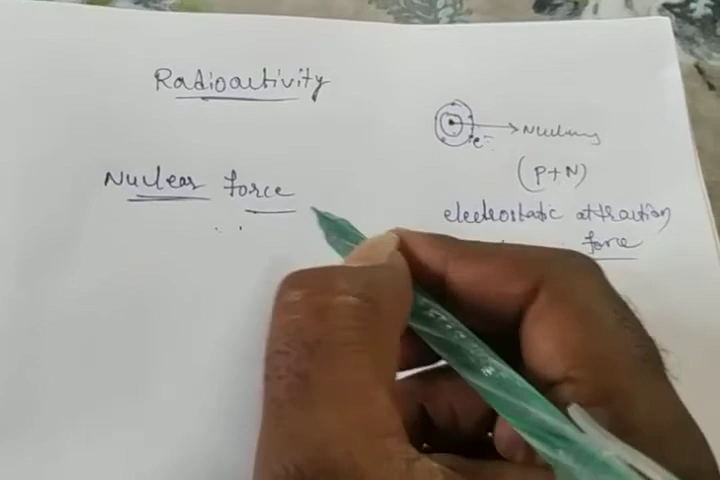 Radioactivity
Nucleus
e-
(P+N)
Nuclear force
electrostatic attraction
force